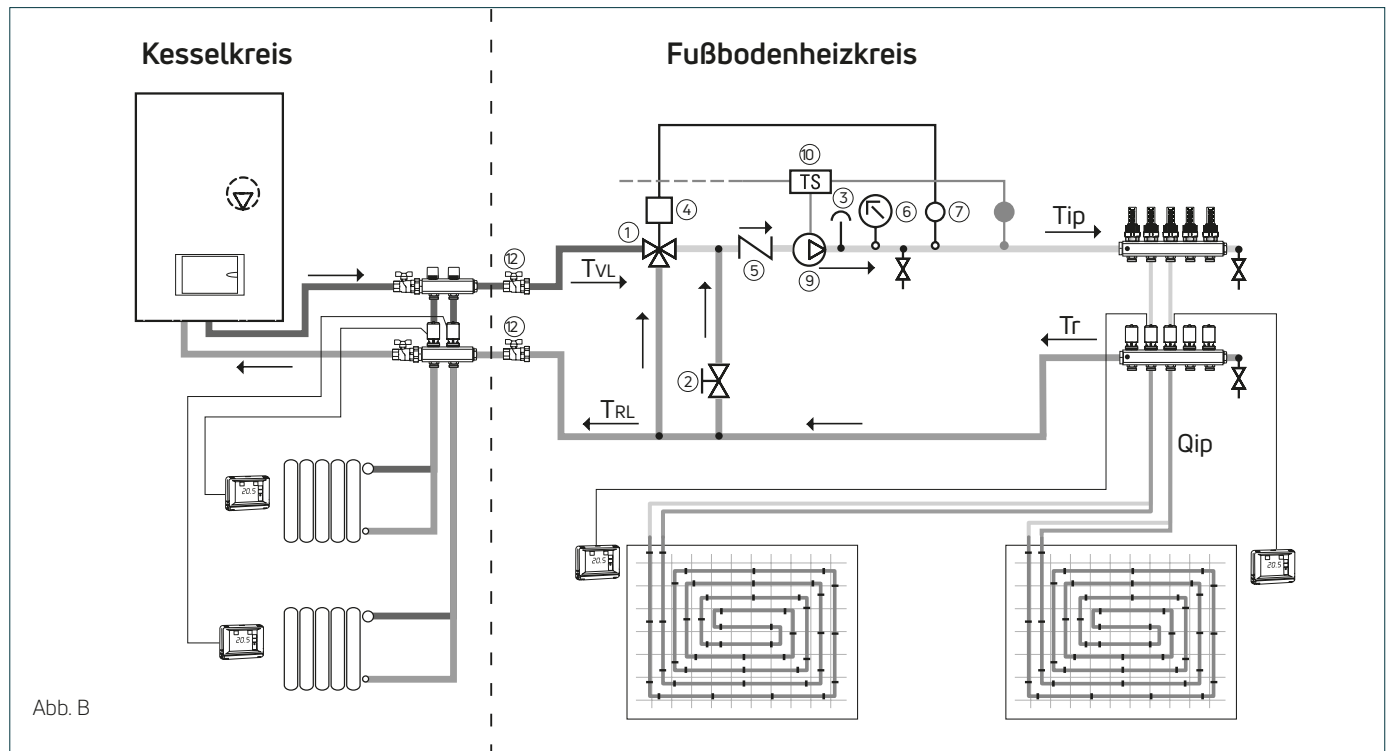 Kesselkreis
Fußbodenheizkreis
⑩
TS
③
④
⑥
⑦
①
Tip
⑫
TVL
⑤
⑨
⑫
Tr
②
TRL
Qip
20.5
20.5
20.5
20.5
Abb. B